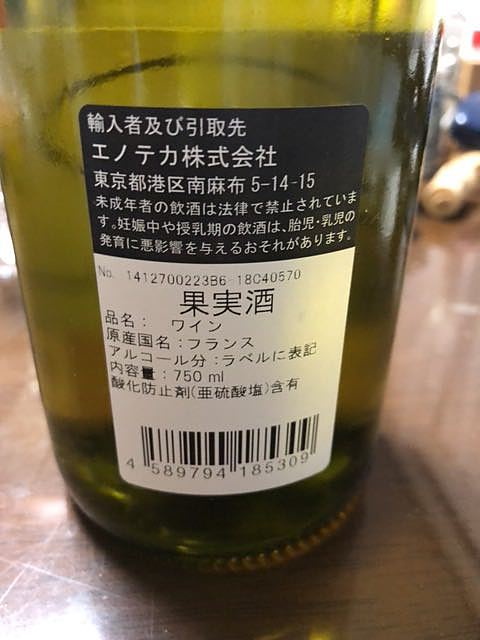 輸入者及び引取先
エノテカ株式会社
東京都港区南麻布 5-14-15
未成年者の飲酒は法律で禁止されていま
す。妊娠中や授乳期の飲酒は、胎児・乳児の
発育に悪影響を与えるおそれがあります。
No. 1412700223B6-18C40570
果実酒
品名: ワイン
原産国名:フランス
アルコール分:ラベルに表記
内容量:750 ml
酸化防止剤(亜硫酸塩)含有
4 589794 185309